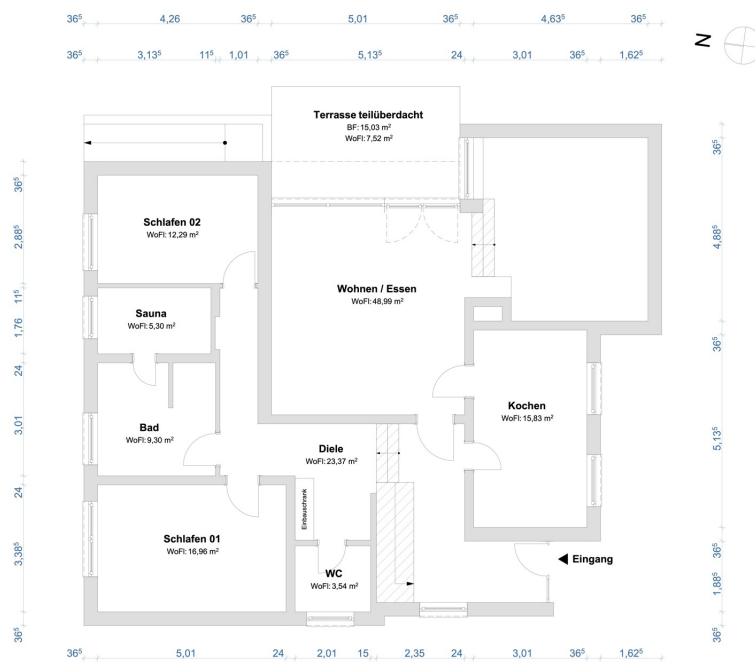 36⁵ 4,26 36⁵ 5,01 36⁵ 4,63⁵ 36⁵
36⁵ 3,13⁵ 11⁵ 1,01 36⁵ 5,13⁵ 24 3,01 36⁵ 1,62⁵
N
Terrasse teilüberdacht
BF: 15,03 m²
WoFl: 7,52 m²
36⁵ 2,88⁵ 11⁵ 1,76 24 3,01 24 3,38⁵ 36⁵
36⁵ 4,88⁵ 36⁵ 5,13⁵ 36⁵ 1,88⁵ 36⁵
Schlafen 02
WoFl: 12,29 m²
Wohnen / Essen
WoFl: 48,99 m²
Sauna
WoFl: 5,30 m²
Kochen
WoFl: 15,83 m²
Bad
WoFl: 9,30 m²
Diele
WoFl: 23,37 m²
Einbauschrank
Schlafen 01
WoFl: 16,96 m²
WC
WoFl: 3,54 m²
Eingang
36⁵ 5,01 24 2,01 15 2,35 24 3,01 36⁵ 1,62⁵